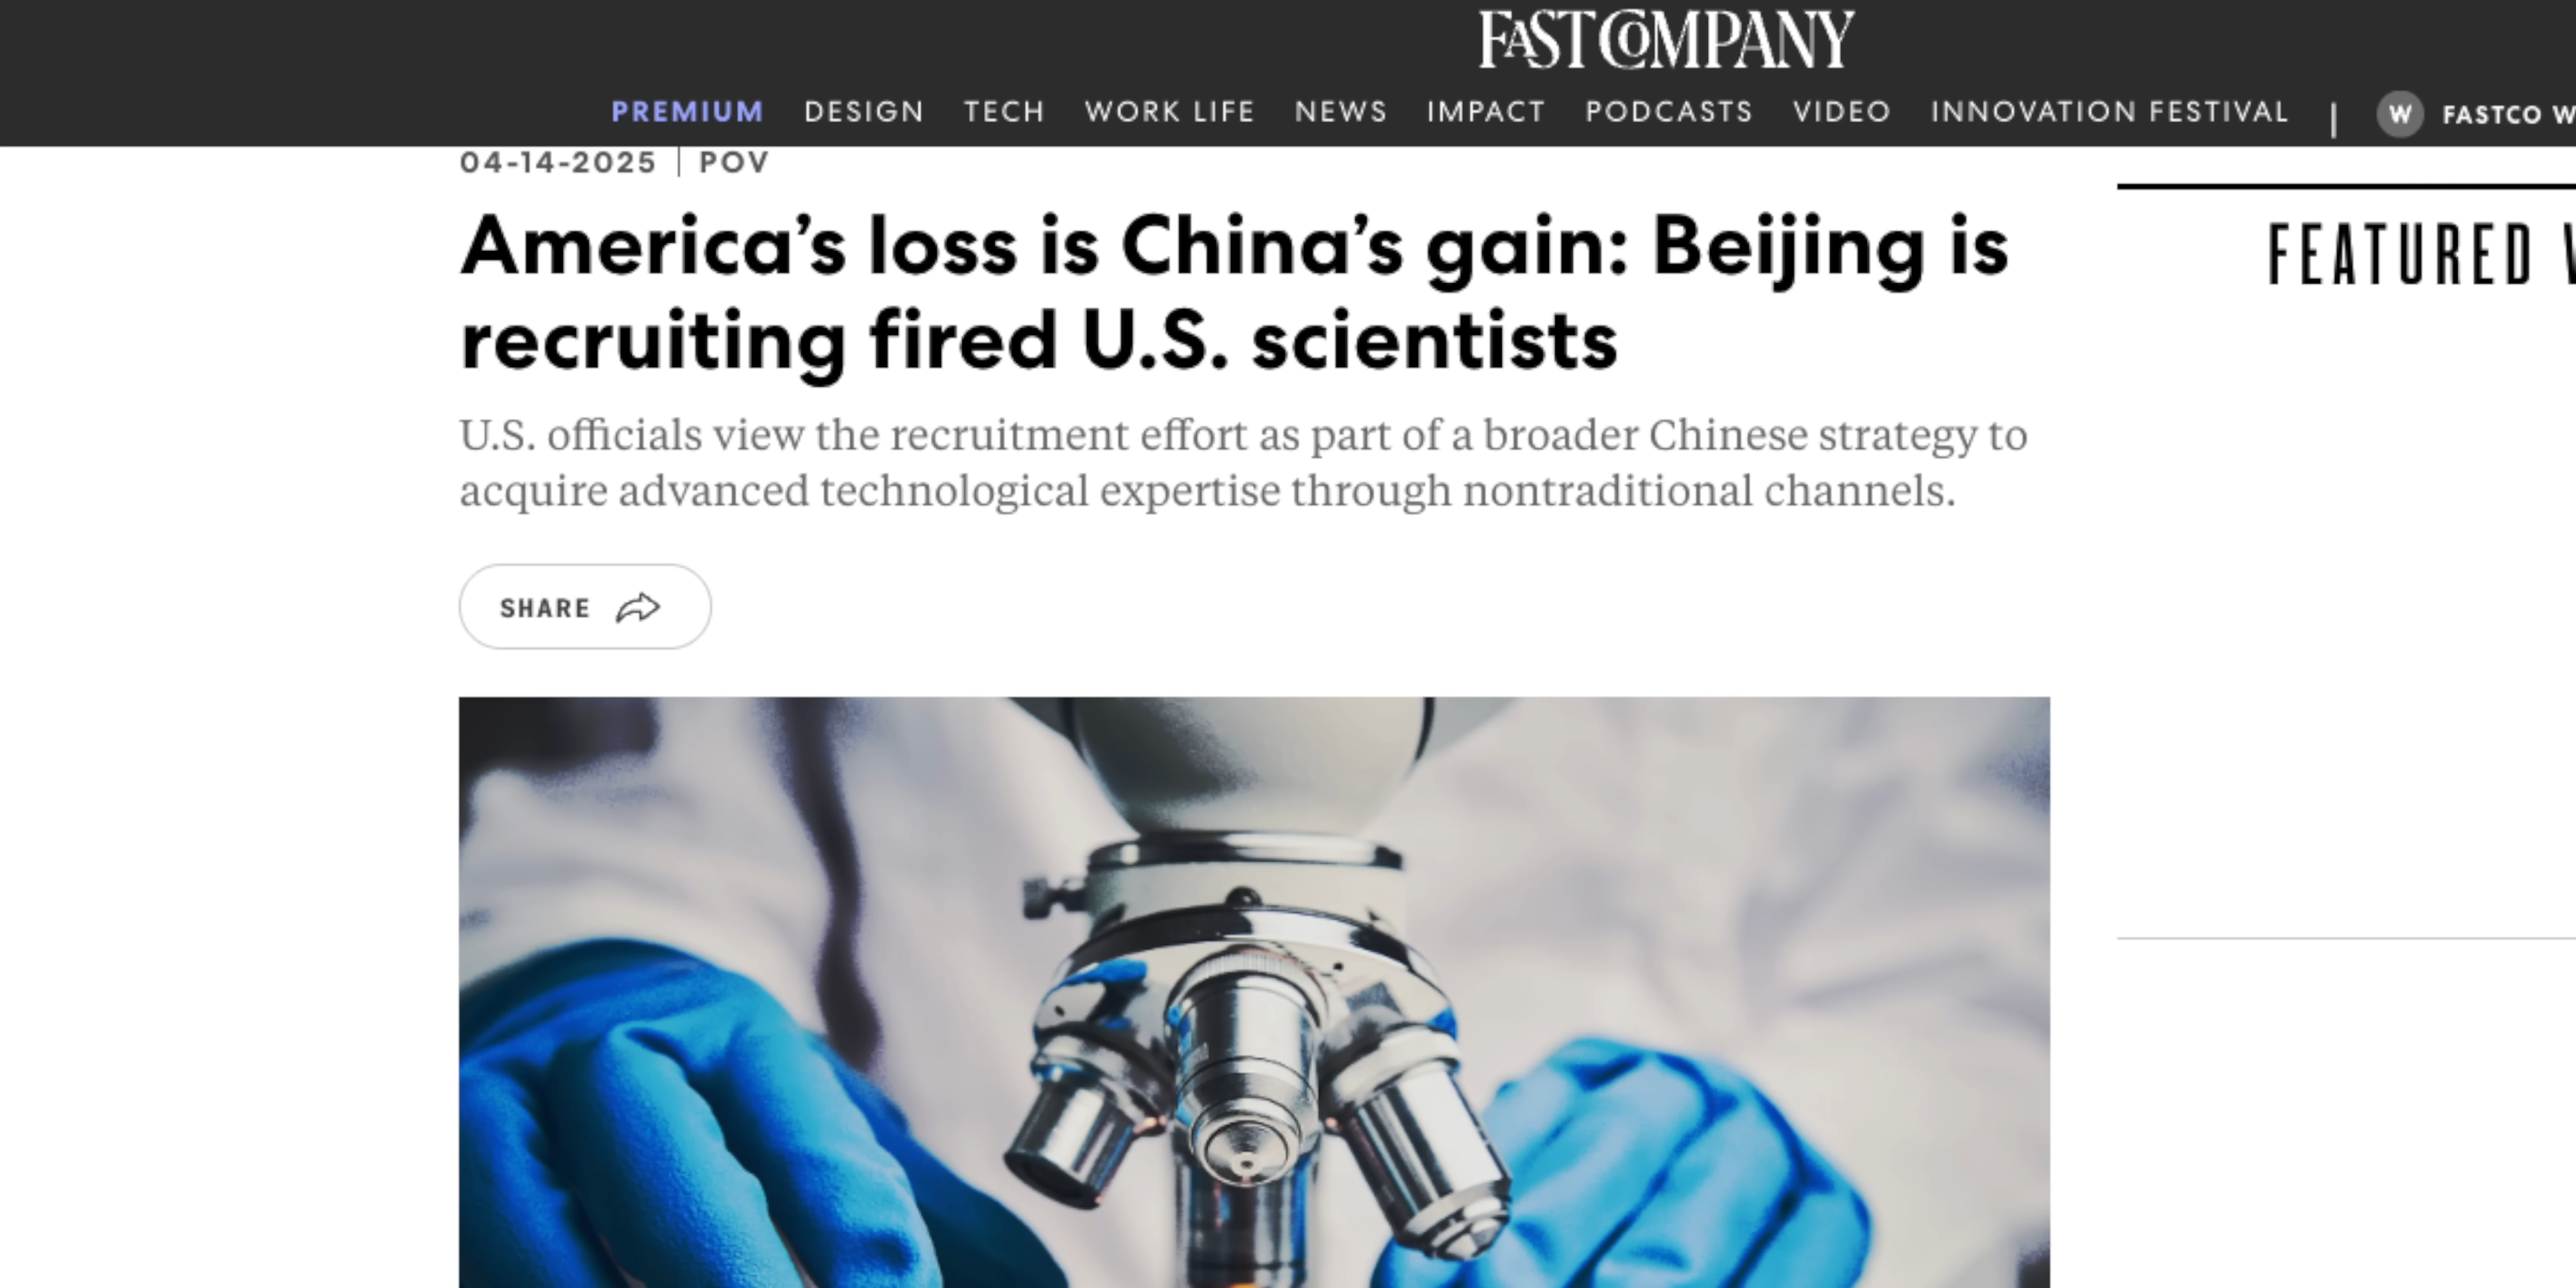 FAST COMPANY
PREMIUM DESIGN TECH WORK LIFE NEWS IMPACT PODCASTS VIDEO INNOVATION FESTIVAL | W FASTCO W
04-14-2025 | POV
America’s loss is China’s gain: Beijing is
recruiting fired U.S. scientists
U.S. officials view the recruitment effort as part of a broader Chinese strategy to
acquire advanced technological expertise through nontraditional channels.
SHARE
FEATURED